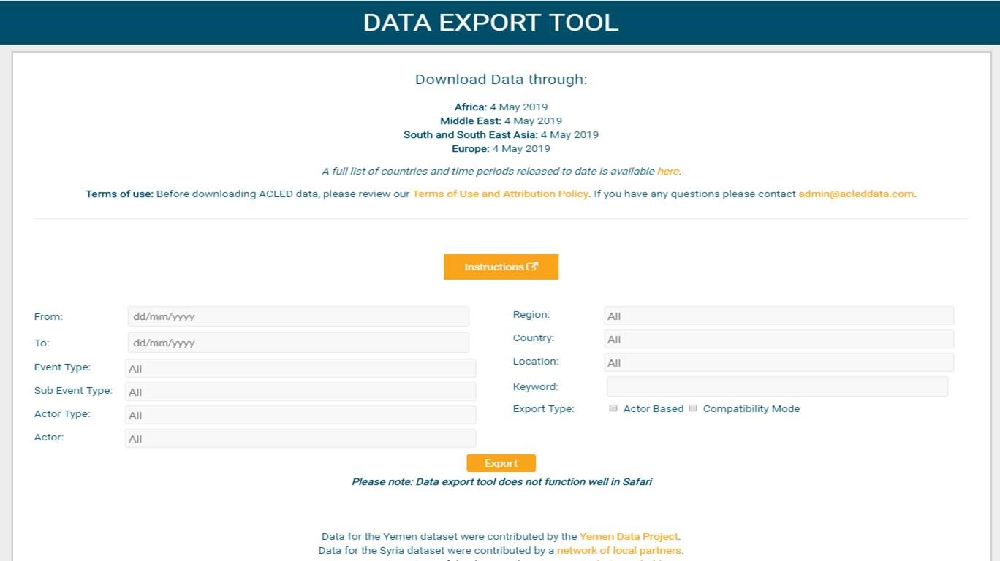 DATA EXPORT TOOL
Download Data through:
Africa: 4 May 2019
Middle East: 4 May 2019
South and South East Asia: 4 May 2019
Europe: 4 May 2019
A full list of countries and time periods released to date is available here.
Terms of use: Before downloading ACLED data, please review our Terms of Use and Attribution Policy. If you have any questions please contact admin@acleddata.com.
Instructions
From: dd/mm/yyyy
To: dd/mm/yyyy
Event Type: All
Sub Event Type: All
Actor Type: All
Actor: All
Region: All
Country: All
Location: All
Keyword:
Export Type: Actor Based Compatibility Mode
Export
Please note: Data export tool does not function well in Safari
Data for the Yemen dataset were contributed by the Yemen Data Project.
Data for the Syria dataset were contributed by a network of local partners.